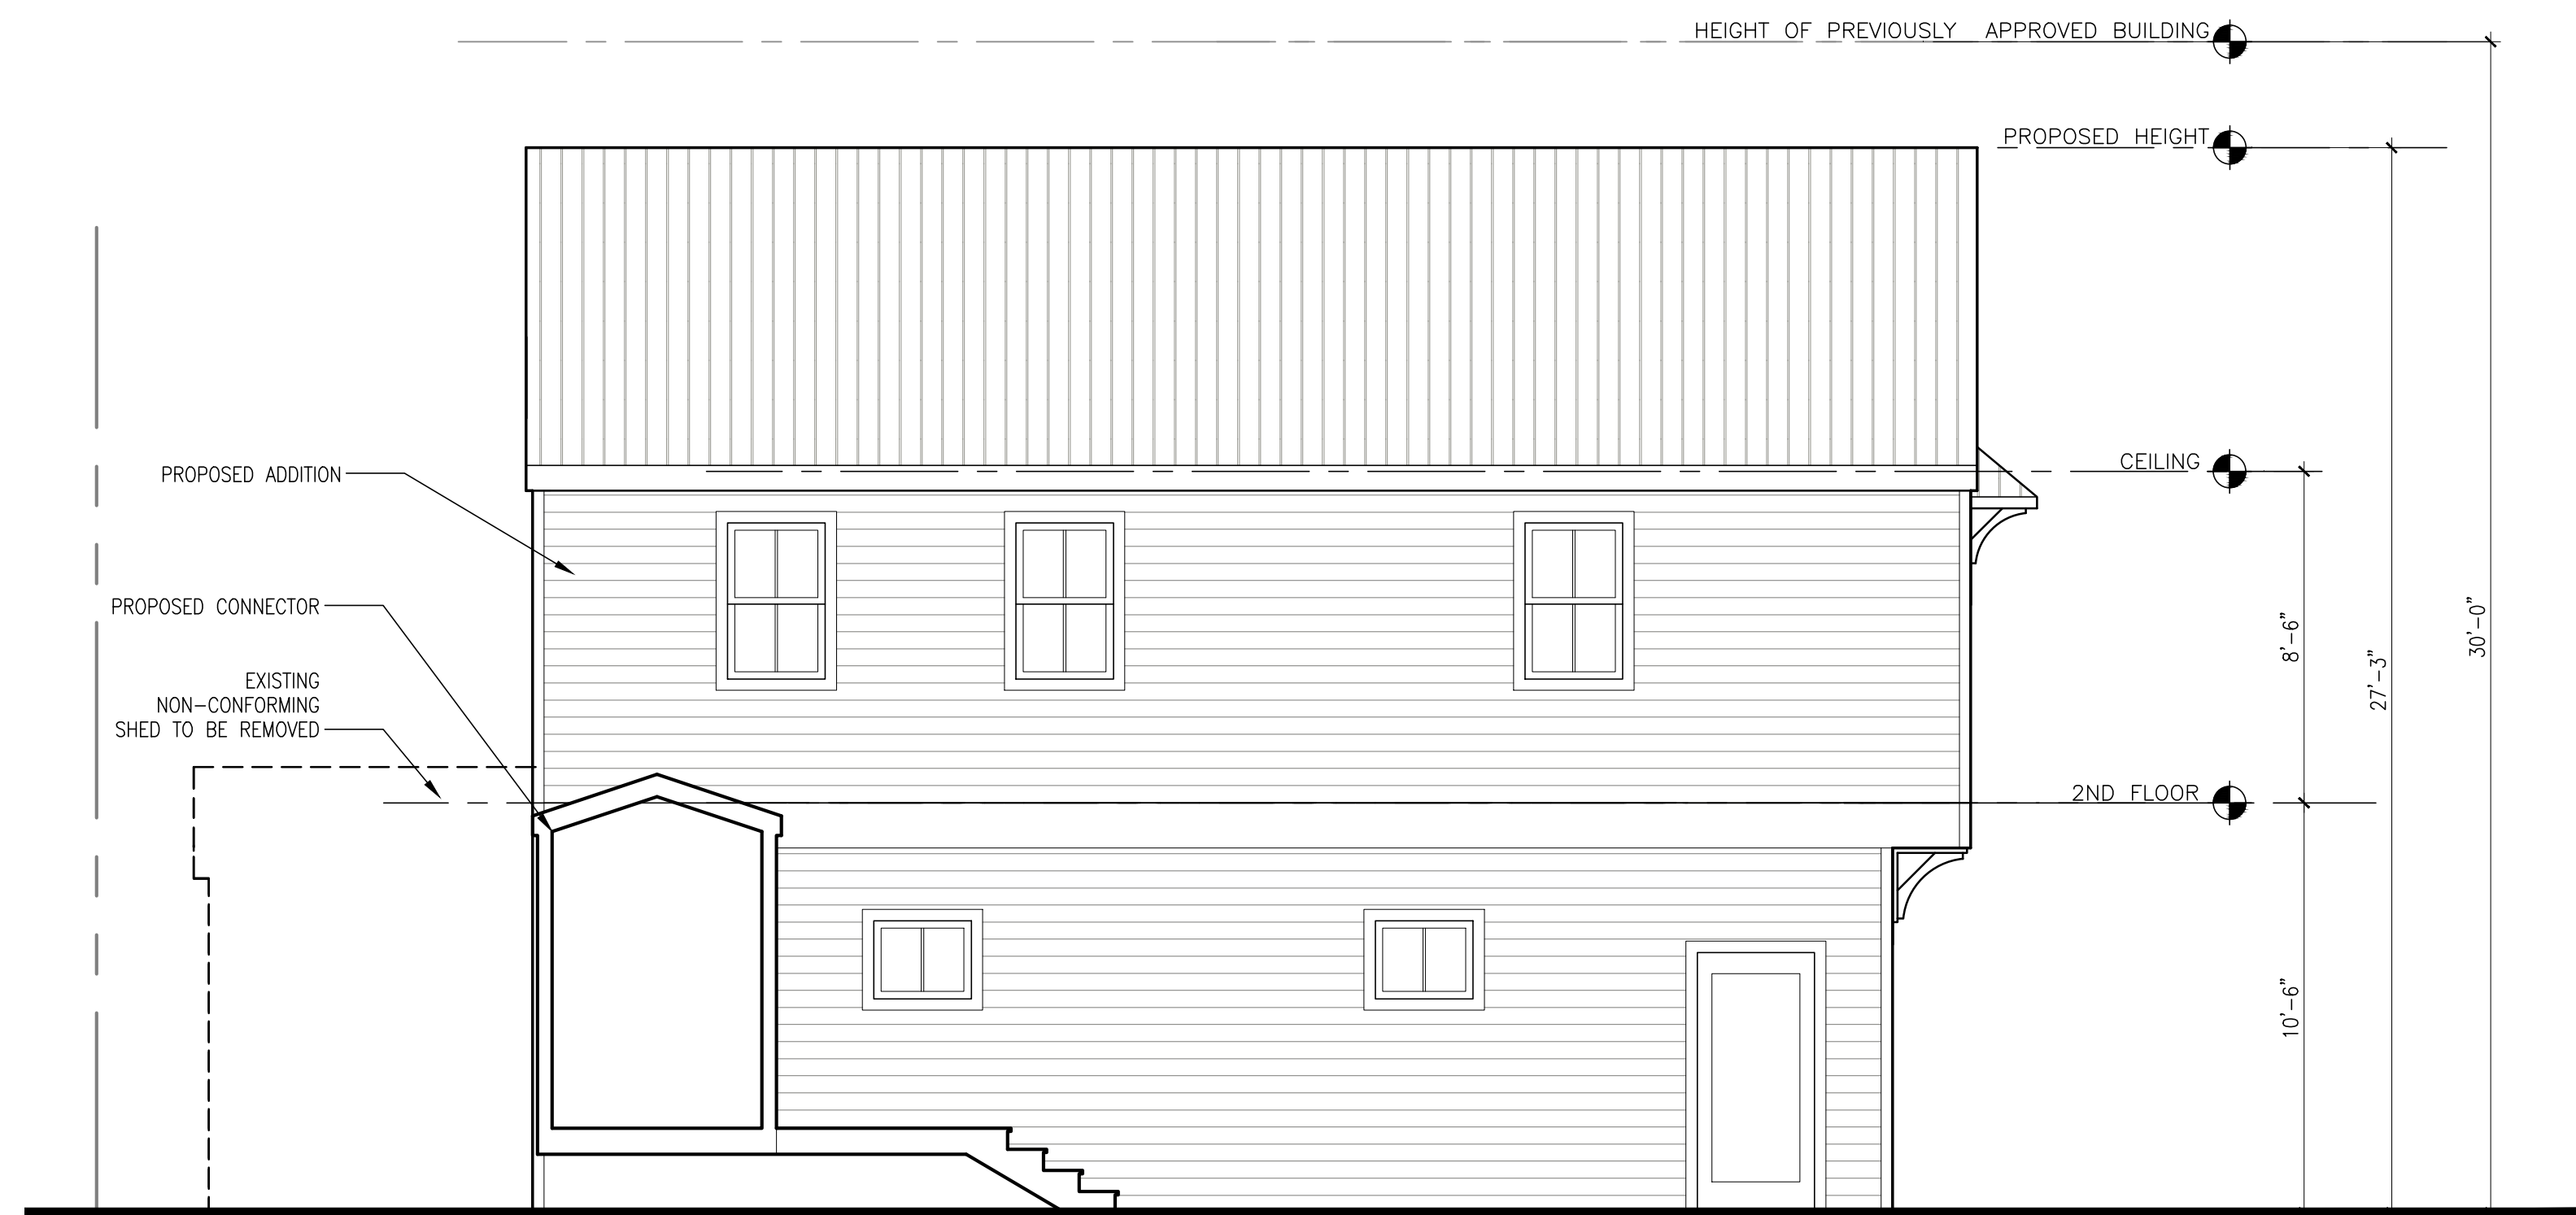 HEIGHT OF PREVIOUSLY APPROVED BUILDING
PROPOSED HEIGHT
CEILING
PROPOSED ADDITION
PROPOSED CONNECTOR
EXISTING
NON-CONFORMING
SHED TO BE REMOVED
2ND FLOOR
8'-6"
27'-3"
30'-0"
10'-6"